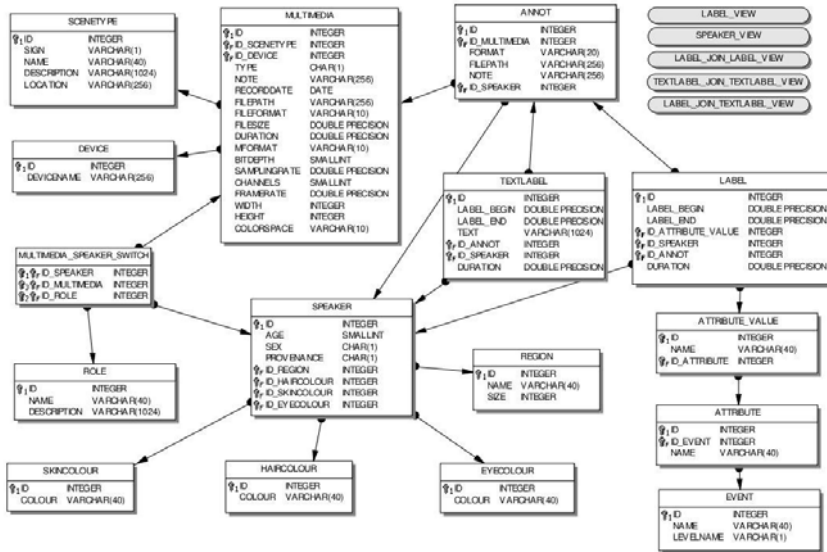 SCENETYPE
ID INTEGER
SIGN VARCHAR(1)
NAME VARCHAR(40)
DESCRIPTION VARCHAR(1024)
LOCATION VARCHAR(256)
MULTIMEDIA
ID INTEGER
ID_SCENETYPE INTEGER
ID_DEVICE INTEGER
TYPE CHAR(1)
NOTE VARCHAR(256)
RECORDDATE DATE
FILEPATH VARCHAR(256)
FILEFORMAT VARCHAR(10)
FILESIZE DOUBLE PRECISION
DURATION DOUBLE PRECISION
MFORMAT VARCHAR(10)
BITDEPTH SMALLINT
SAMPLINGRATE DOUBLE PRECISION
CHANNELS SMALLINT
FRAMERATE DOUBLE PRECISION
WIDTH INTEGER
HEIGHT INTEGER
COLORSPACE VARCHAR(10)
ANNOT
ID INTEGER
ID_MULTIMEDIA INTEGER
FORMAT VARCHAR(20)
FILEPATH VARCHAR(256)
NOTE VARCHAR(256)
ID_SPEAKER INTEGER
LABEL_VIEW
SPEAKER_VIEW
LABEL_JOIN_LABEL_VIEW
TEXTLABEL_JOIN_TEXTLABEL_VIEW
LABEL_JOIN_TEXTLABEL_VIEW
DEVICE
ID INTEGER
DEVICENAME VARCHAR(256)
TEXTLABEL
ID INTEGER
LABEL_BEGIN DOUBLE PRECISION
LABEL_END DOUBLE PRECISION
TEXT VARCHAR(1024)
ID_ANNOT INTEGER
ID_SPEAKER INTEGER
DURATION DOUBLE PRECISION
LABEL
ID INTEGER
LABEL_BEGIN DOUBLE PRECISION
LABEL_END DOUBLE PRECISION
ID_ATTRIBUTE_VALUE INTEGER
ID_SPEAKER INTEGER
ID_ANNOT INTEGER
DURATION DOUBLE PRECISION
MULTIMEDIA_SPEAKER_SWITCH
ID_SPEAKER INTEGER
ID_MULTIMEDIA INTEGER
ID_ROLE INTEGER
SPEAKER
ID INTEGER
AGE SMALLINT
SEX CHAR(1)
PROVENANCE CHAR(1)
ID_REGION INTEGER
ID_HAIRCOLOUR INTEGER
ID_SKINCOLOUR INTEGER
ID_EYECOLOUR INTEGER
ATTRIBUTE_VALUE
ID INTEGER
NAME VARCHAR(40)
ID_ATTRIBUTE INTEGER
ROLE
ID INTEGER
NAME VARCHAR(40)
DESCRIPTION VARCHAR(1024)
REGION
ID INTEGER
NAME VARCHAR(40)
SIZE INTEGER
ATTRIBUTE
ID INTEGER
ID_EVENT INTEGER
NAME VARCHAR(40)
SKINCOLOUR
ID INTEGER
COLOUR VARCHAR(40)
HAIRCOLOUR
ID INTEGER
COLOUR VARCHAR(40)
EYECOLOUR
ID INTEGER
COLOUR VARCHAR(40)
EVENT
ID INTEGER
NAME VARCHAR(40)
LEVELNAME VARCHAR(1)